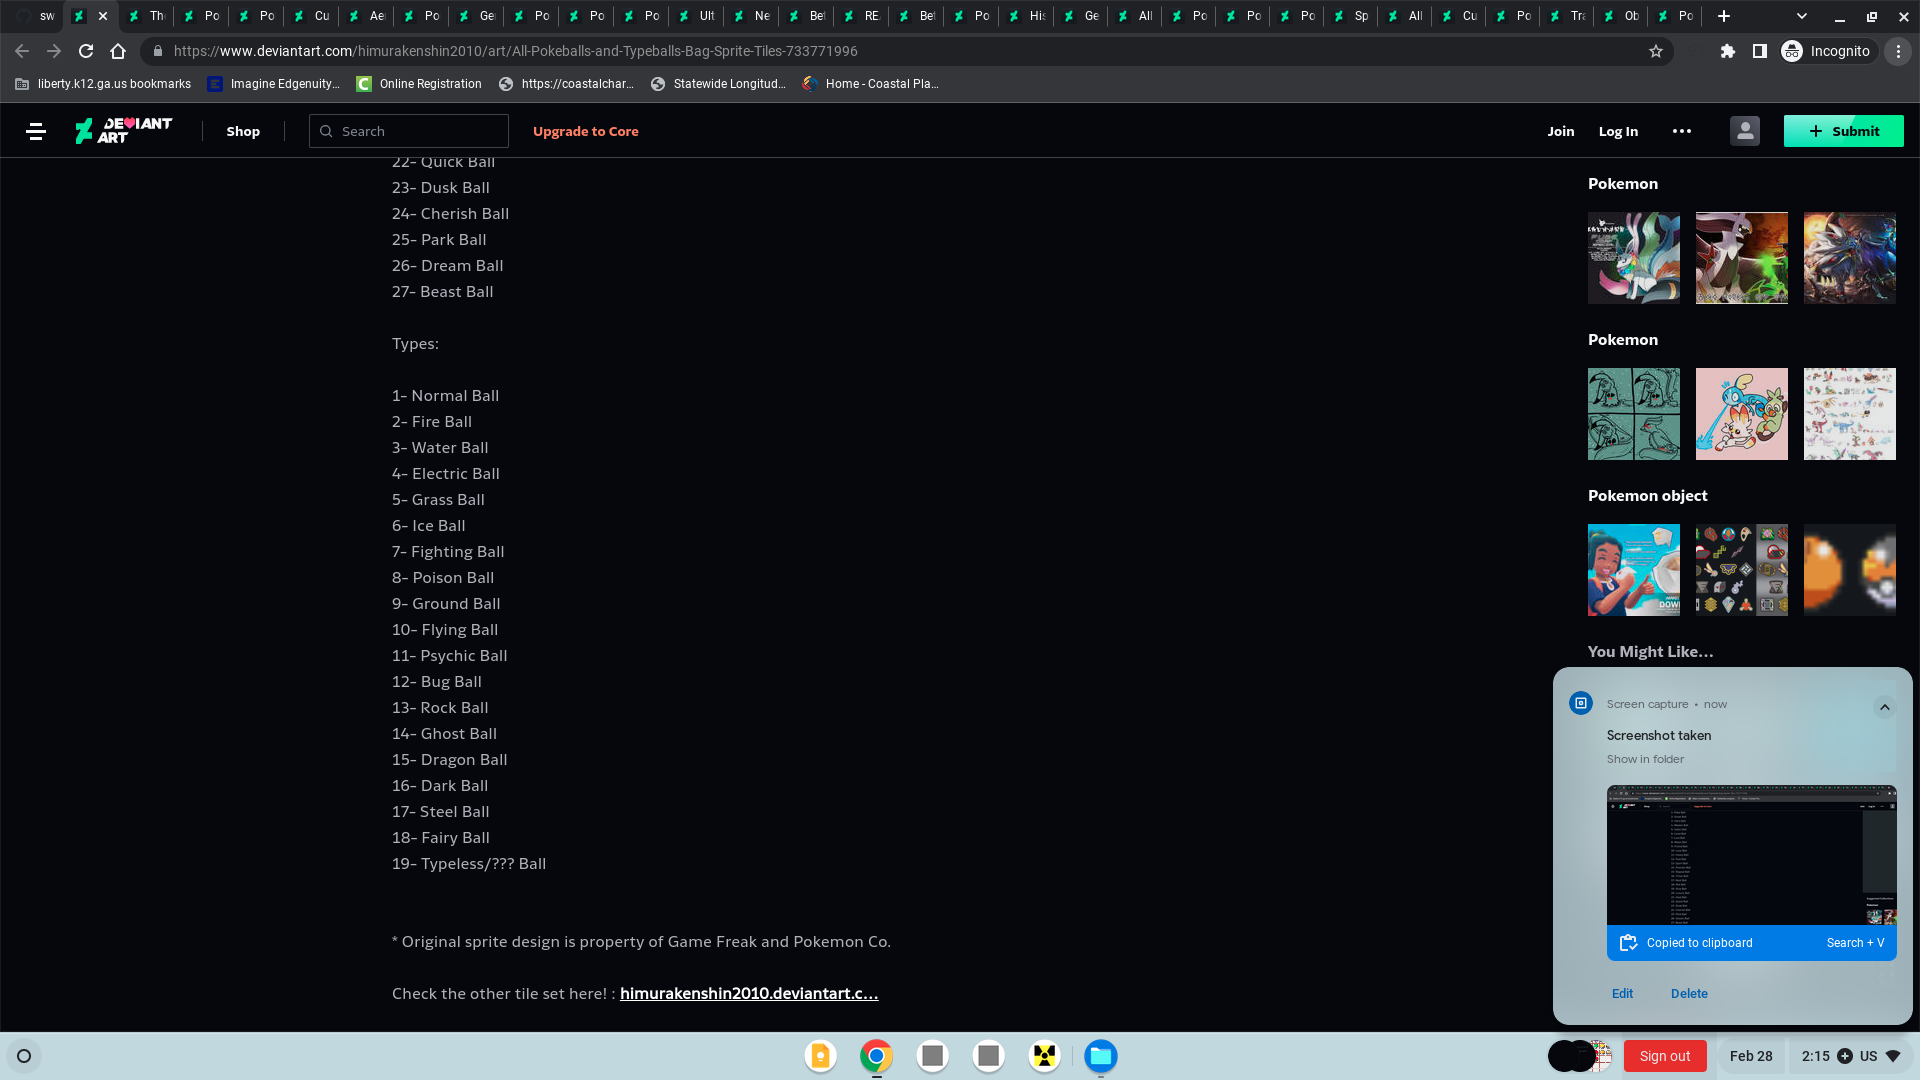 sw
Th
Po
Po
Cu
Ae
Po
Ge
Po
Po
Po
Ult
Ne
Bet
RE
Bet
Po
His
Ge
All
Po
Po
Po
Sp
All
Cu
Po
Tra
Ob
Po
https://www.deviantart.com/himurakenshin2010/art/All-Pokeballs-and-Typeballs-Bag-Sprite-Tiles-733771996
Incognito
liberty.k12.ga.us bookmarks
Imagine Edgenuity...
Online Registration
https://coastalchar...
Statewide Longitud...
Home - Coastal Pla...
DEVIANT ART
Shop
Search
Upgrade to Core
Join
Log In
Submit
22- Quick Ball
23- Dusk Ball
24- Cherish Ball
25- Park Ball
26- Dream Ball
27- Beast Ball
Types:
1- Normal Ball
2- Fire Ball
3- Water Ball
4- Electric Ball
5- Grass Ball
6- Ice Ball
7- Fighting Ball
8- Poison Ball
9- Ground Ball
10- Flying Ball
11- Psychic Ball
12- Bug Ball
13- Rock Ball
14- Ghost Ball
15- Dragon Ball
16- Dark Ball
17- Steel Ball
18- Fairy Ball
19- Typeless/??? Ball
* Original sprite design is property of Game Freak and Pokemon Co.
Check the other tile set here! : himurakenshin2010.deviantart.c...
Pokemon
Pokemon
Pokemon object
You Might Like...
Screen capture • now
Screenshot taken
Show in folder
Copied to clipboard
Search + V
Edit
Delete
Sign out
Feb 28
2:15
US